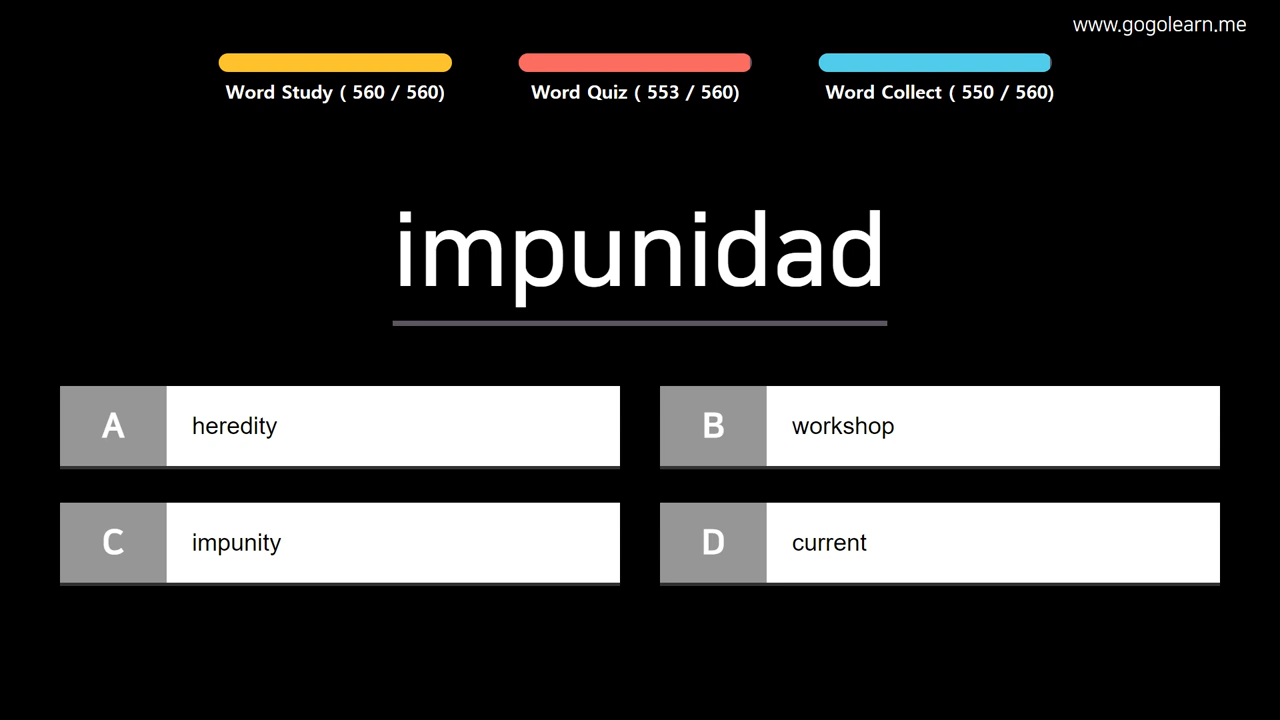 www.gogolearn.me
Word Study ( 560 / 560)
Word Quiz ( 553 / 560)
Word Collect ( 550 / 560)
impunidad
A heredity
B workshop
C impunity
D current